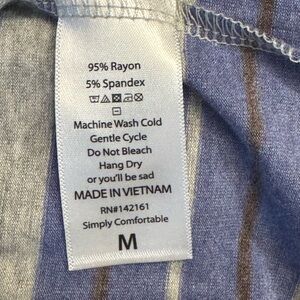 95% Rayon
5% Spandex
Machine Wash Cold
Gentle Cycle
Do Not Bleach
Hang Dry
or you'll be sad
MADE IN VIETNAM
RN#142161
Simply Comfortable
M